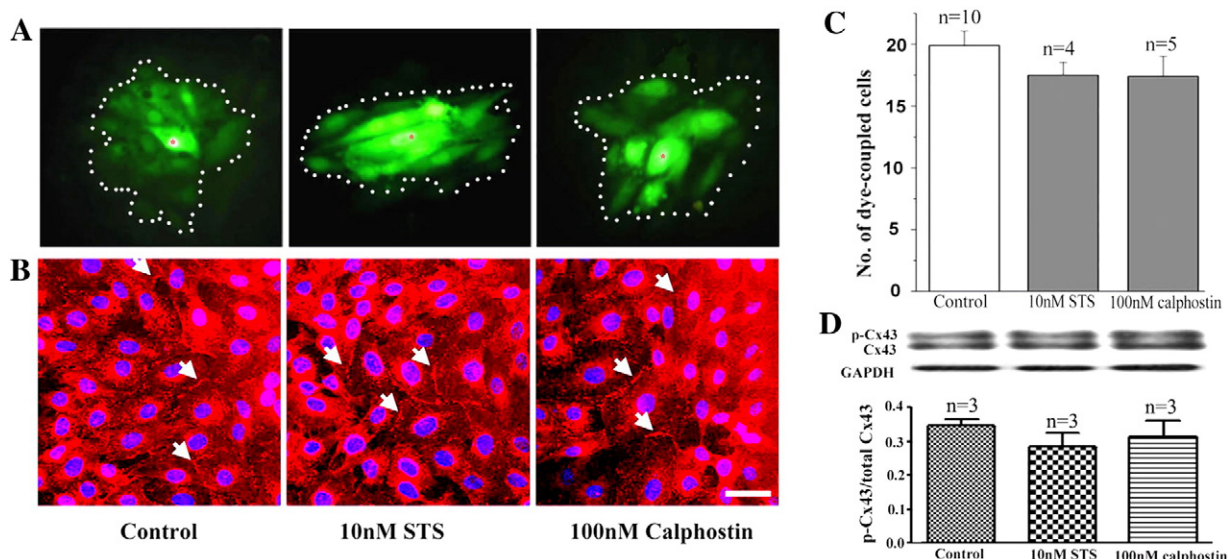 A
B
Control
10nM STS
100nM Calphostin
C
n=10
n=4
n=5
20
15
10
5
0
No. of dye-coupled cells
Control
10nM STS
100nM calphostin
D
p-Cx43
Cx43
GAPDH
n=3
n=3
n=3
0.4
0.3
0.2
0.1
0.0
p-Cx43/total Cx43
Control
10nM STS
100nM calphostin